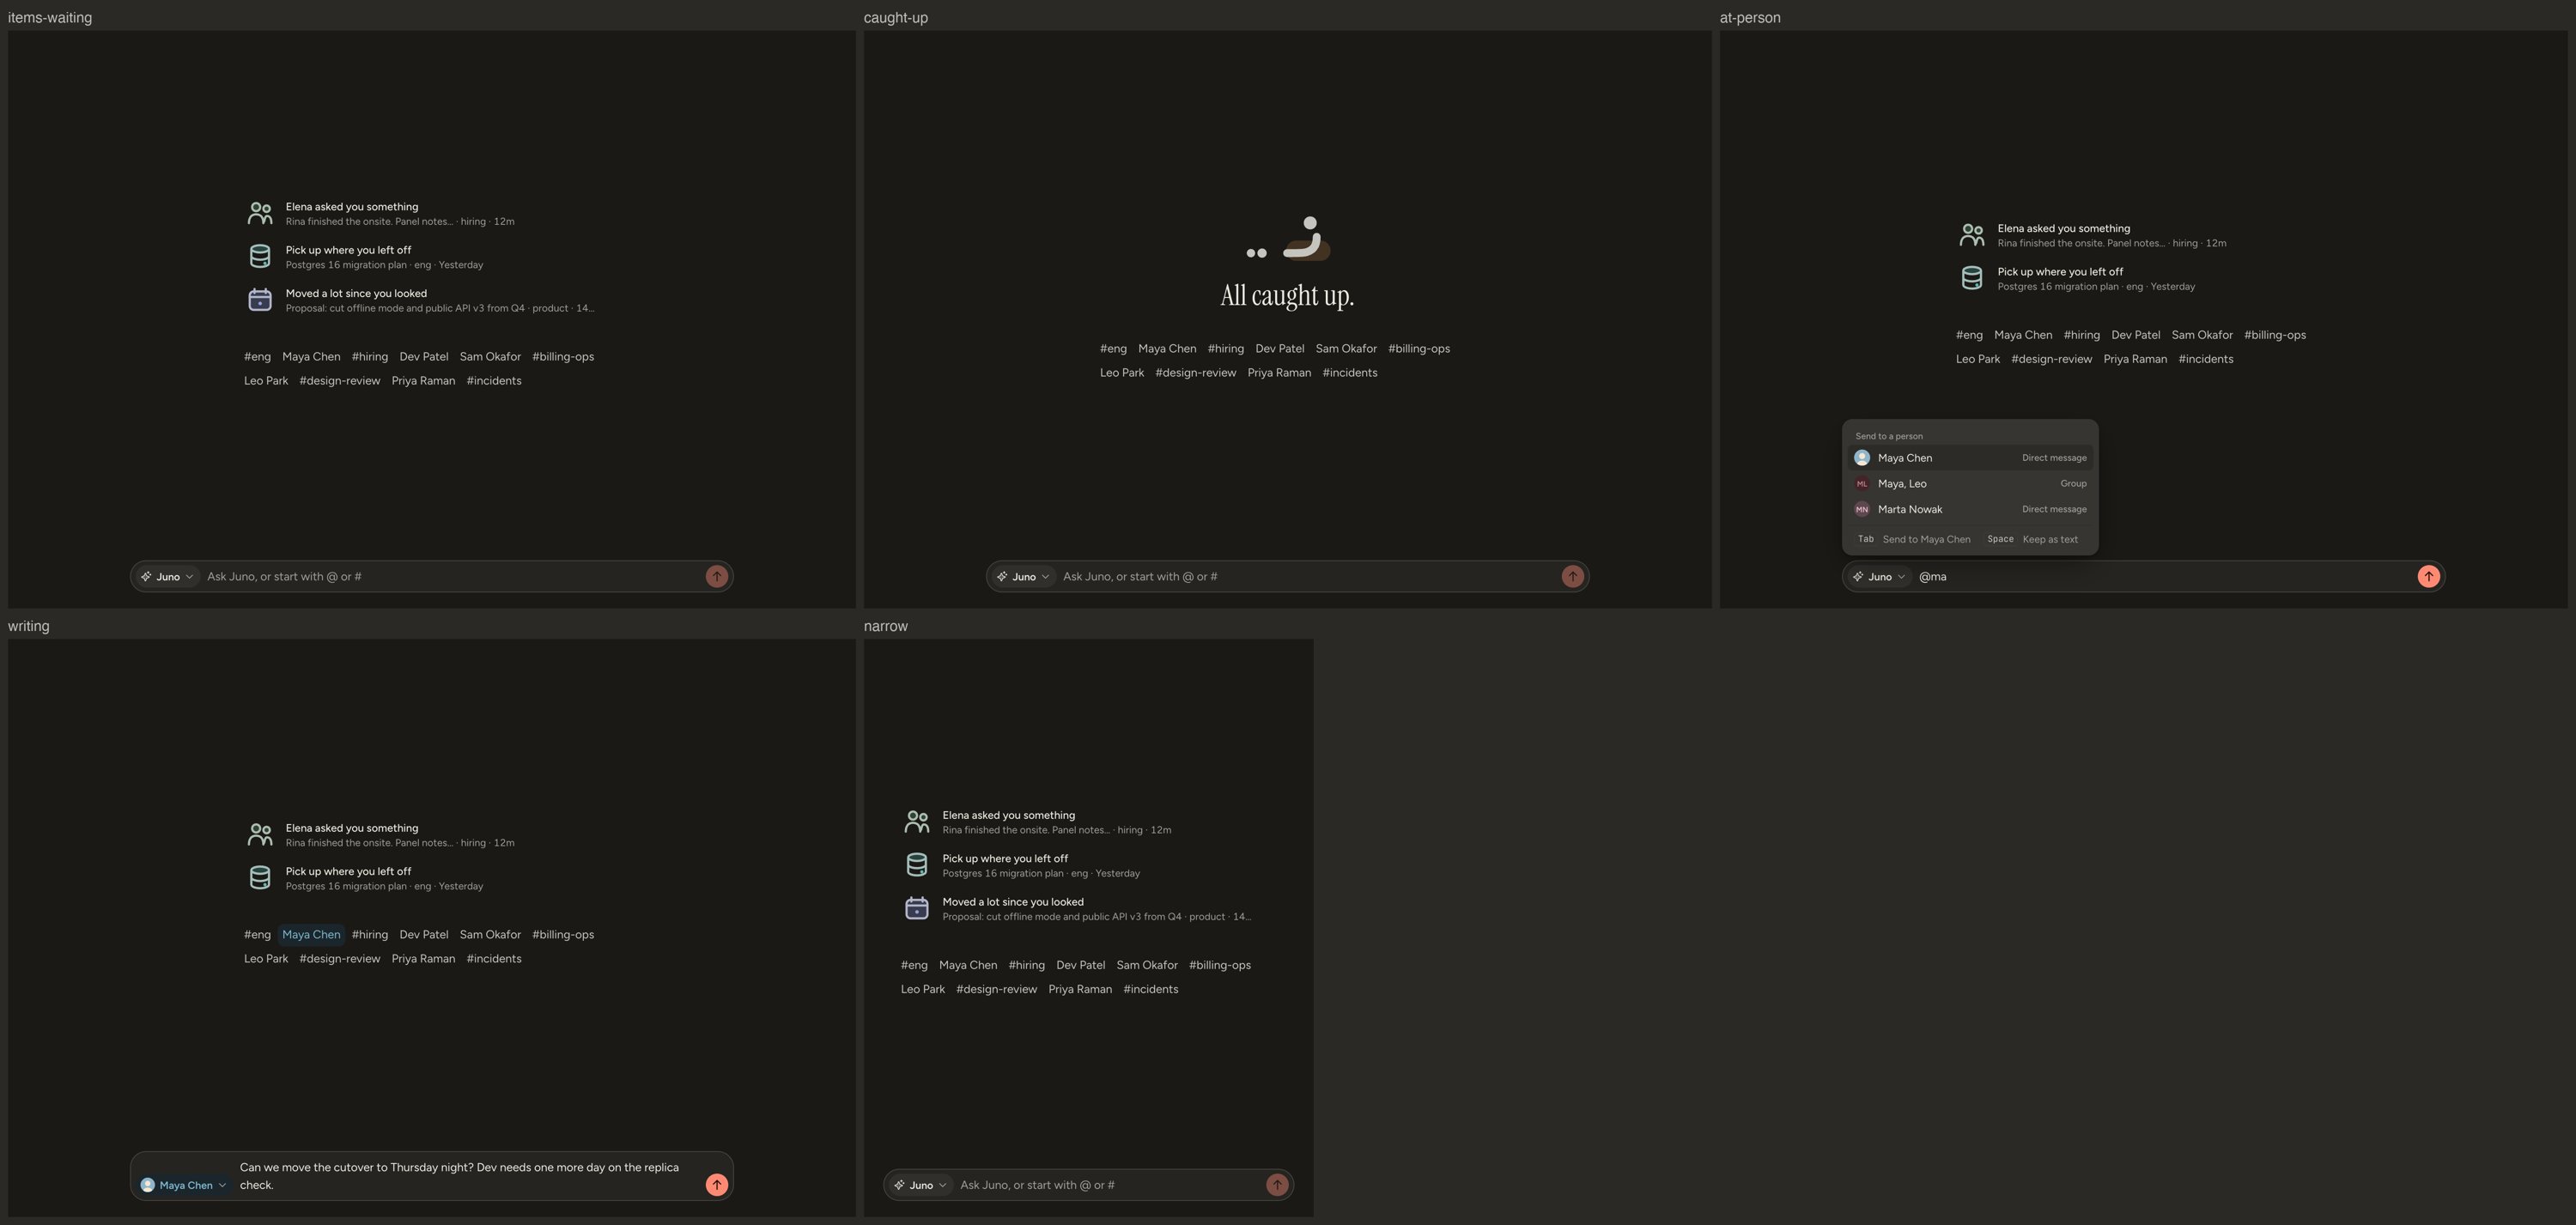 items-waiting
Elena asked you something
Rina finished the onsite. Panel notes... · hiring · 12m
Pick up where you left off
Postgres 16 migration plan · eng · Yesterday
Moved a lot since you looked
Proposal: cut offline mode and public API v3 from Q4 · product · 14...
#eng Maya Chen #hiring Dev Patel Sam Okafor #billing-ops
Leo Park #design-review Priya Raman #incidents
Juno Ask Juno, or start with @ or #
caught-up
All caught up.
#eng Maya Chen #hiring Dev Patel Sam Okafor #billing-ops
Leo Park #design-review Priya Raman #incidents
Juno Ask Juno, or start with @ or #
at-person
Elena asked you something
Rina finished the onsite. Panel notes... · hiring · 12m
Pick up where you left off
Postgres 16 migration plan · eng · Yesterday
#eng Maya Chen #hiring Dev Patel Sam Okafor #billing-ops
Leo Park #design-review Priya Raman #incidents
Send to a person
Maya Chen Direct message
ML Maya, Leo Group
MN Marta Nowak Direct message
Tab Send to Maya Chen Space Keep as text
Juno @ma
writing
Elena asked you something
Rina finished the onsite. Panel notes... · hiring · 12m
Pick up where you left off
Postgres 16 migration plan · eng · Yesterday
#eng Maya Chen #hiring Dev Patel Sam Okafor #billing-ops
Leo Park #design-review Priya Raman #incidents
Can we move the cutover to Thursday night? Dev needs one more day on the replica
Maya Chen check.
narrow
Elena asked you something
Rina finished the onsite. Panel notes... · hiring · 12m
Pick up where you left off
Postgres 16 migration plan · eng · Yesterday
Moved a lot since you looked
Proposal: cut offline mode and public API v3 from Q4 · product · 14...
#eng Maya Chen #hiring Dev Patel Sam Okafor #billing-ops
Leo Park #design-review Priya Raman #incidents
Juno Ask Juno, or start with @ or #